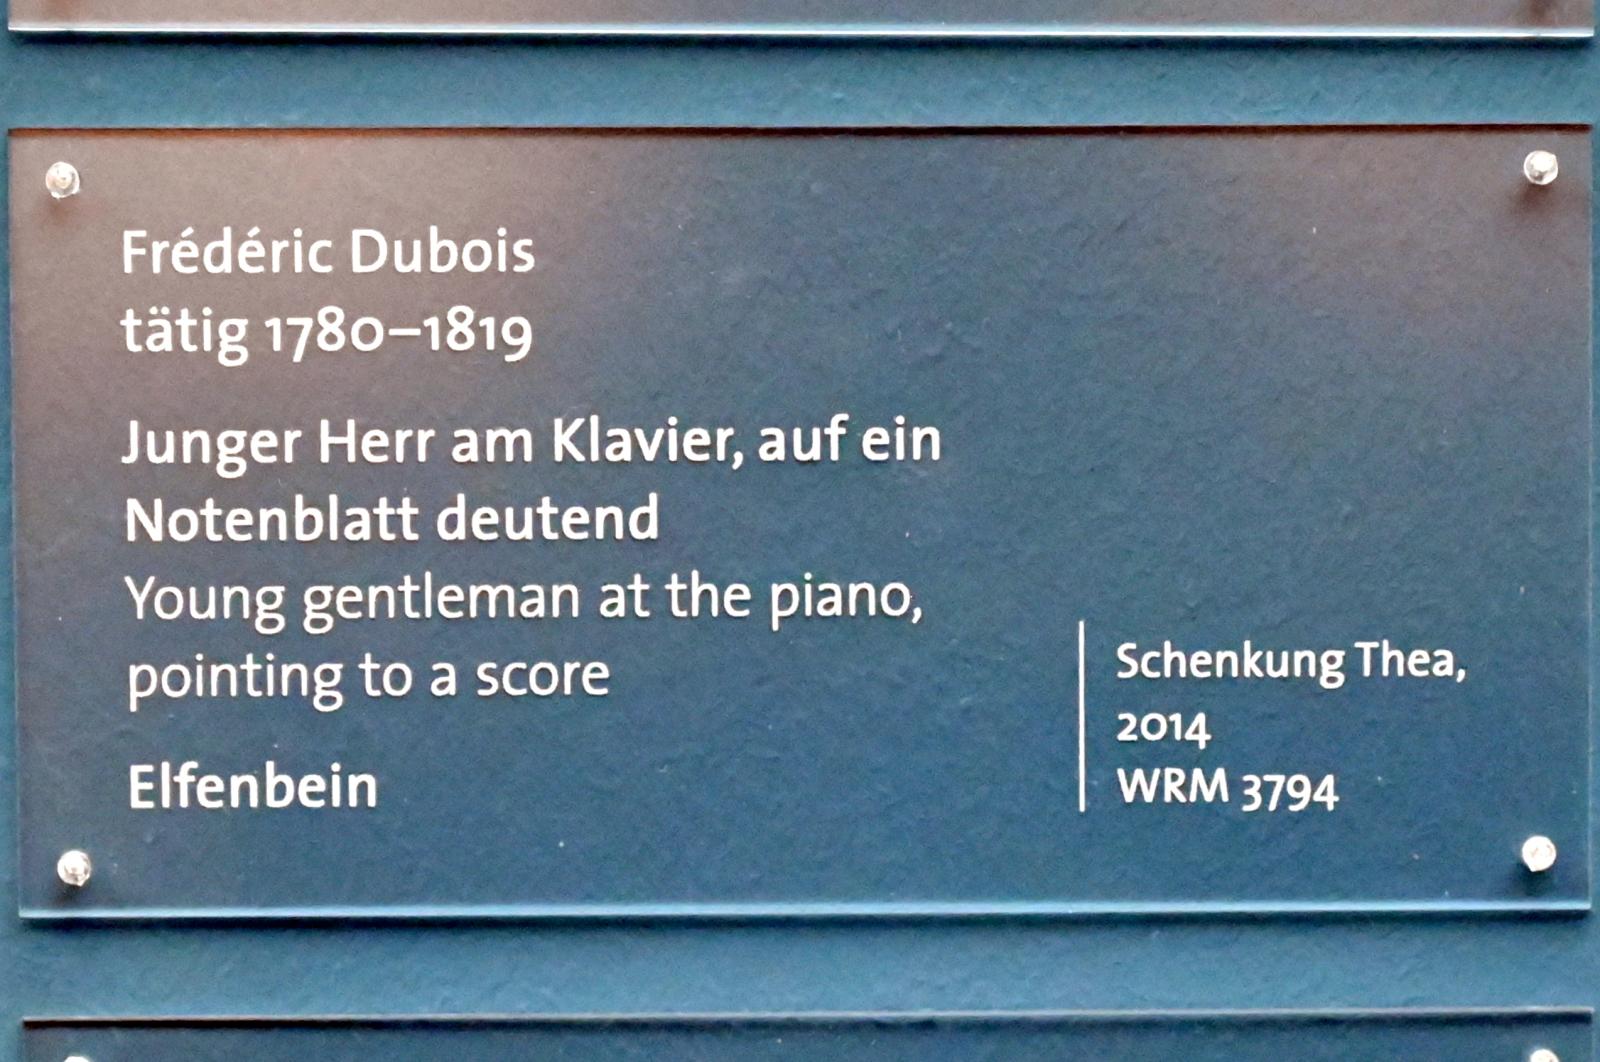 Frédéric Dubois
tätig 1780–1819
Junger Herr am Klavier, auf ein
Notenblatt deutend
Young gentleman at the piano,
pointing to a score
Elfenbein
Schenkung Thea,
2014
WRM 3794